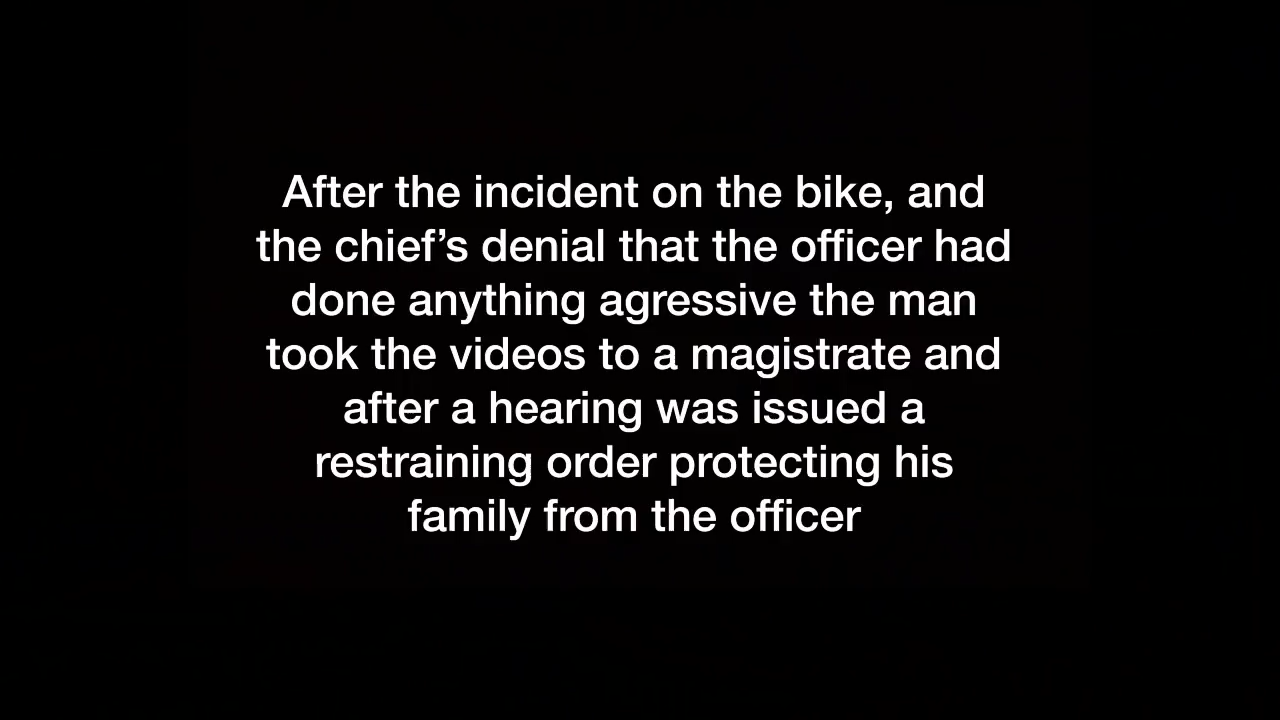 After the incident on the bike, and
the chief’s denial that the officer had
done anything agressive the man
took the videos to a magistrate and
after a hearing was issued a
restraining order protecting his
family from the officer